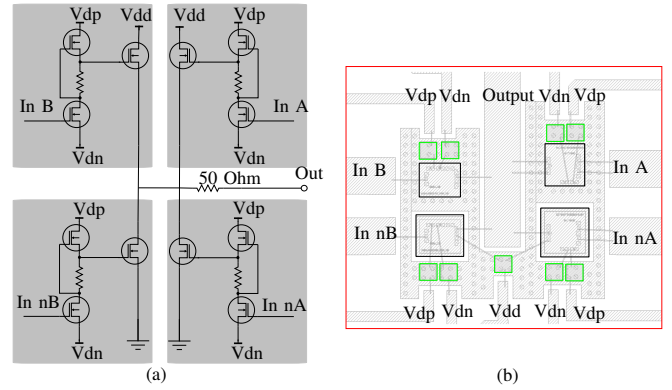 Vdp Vdd Vdd Vdp
In B In A
Vdn Vdn
50 Ohm Out
Vdp Vdp
In nB In nA
Vdn Vdn
(a)
Vdp Vdn Output Vdn Vdp
In B In A
In nB In nA
Vdp Vdn Vdd Vdn Vdp
(b)